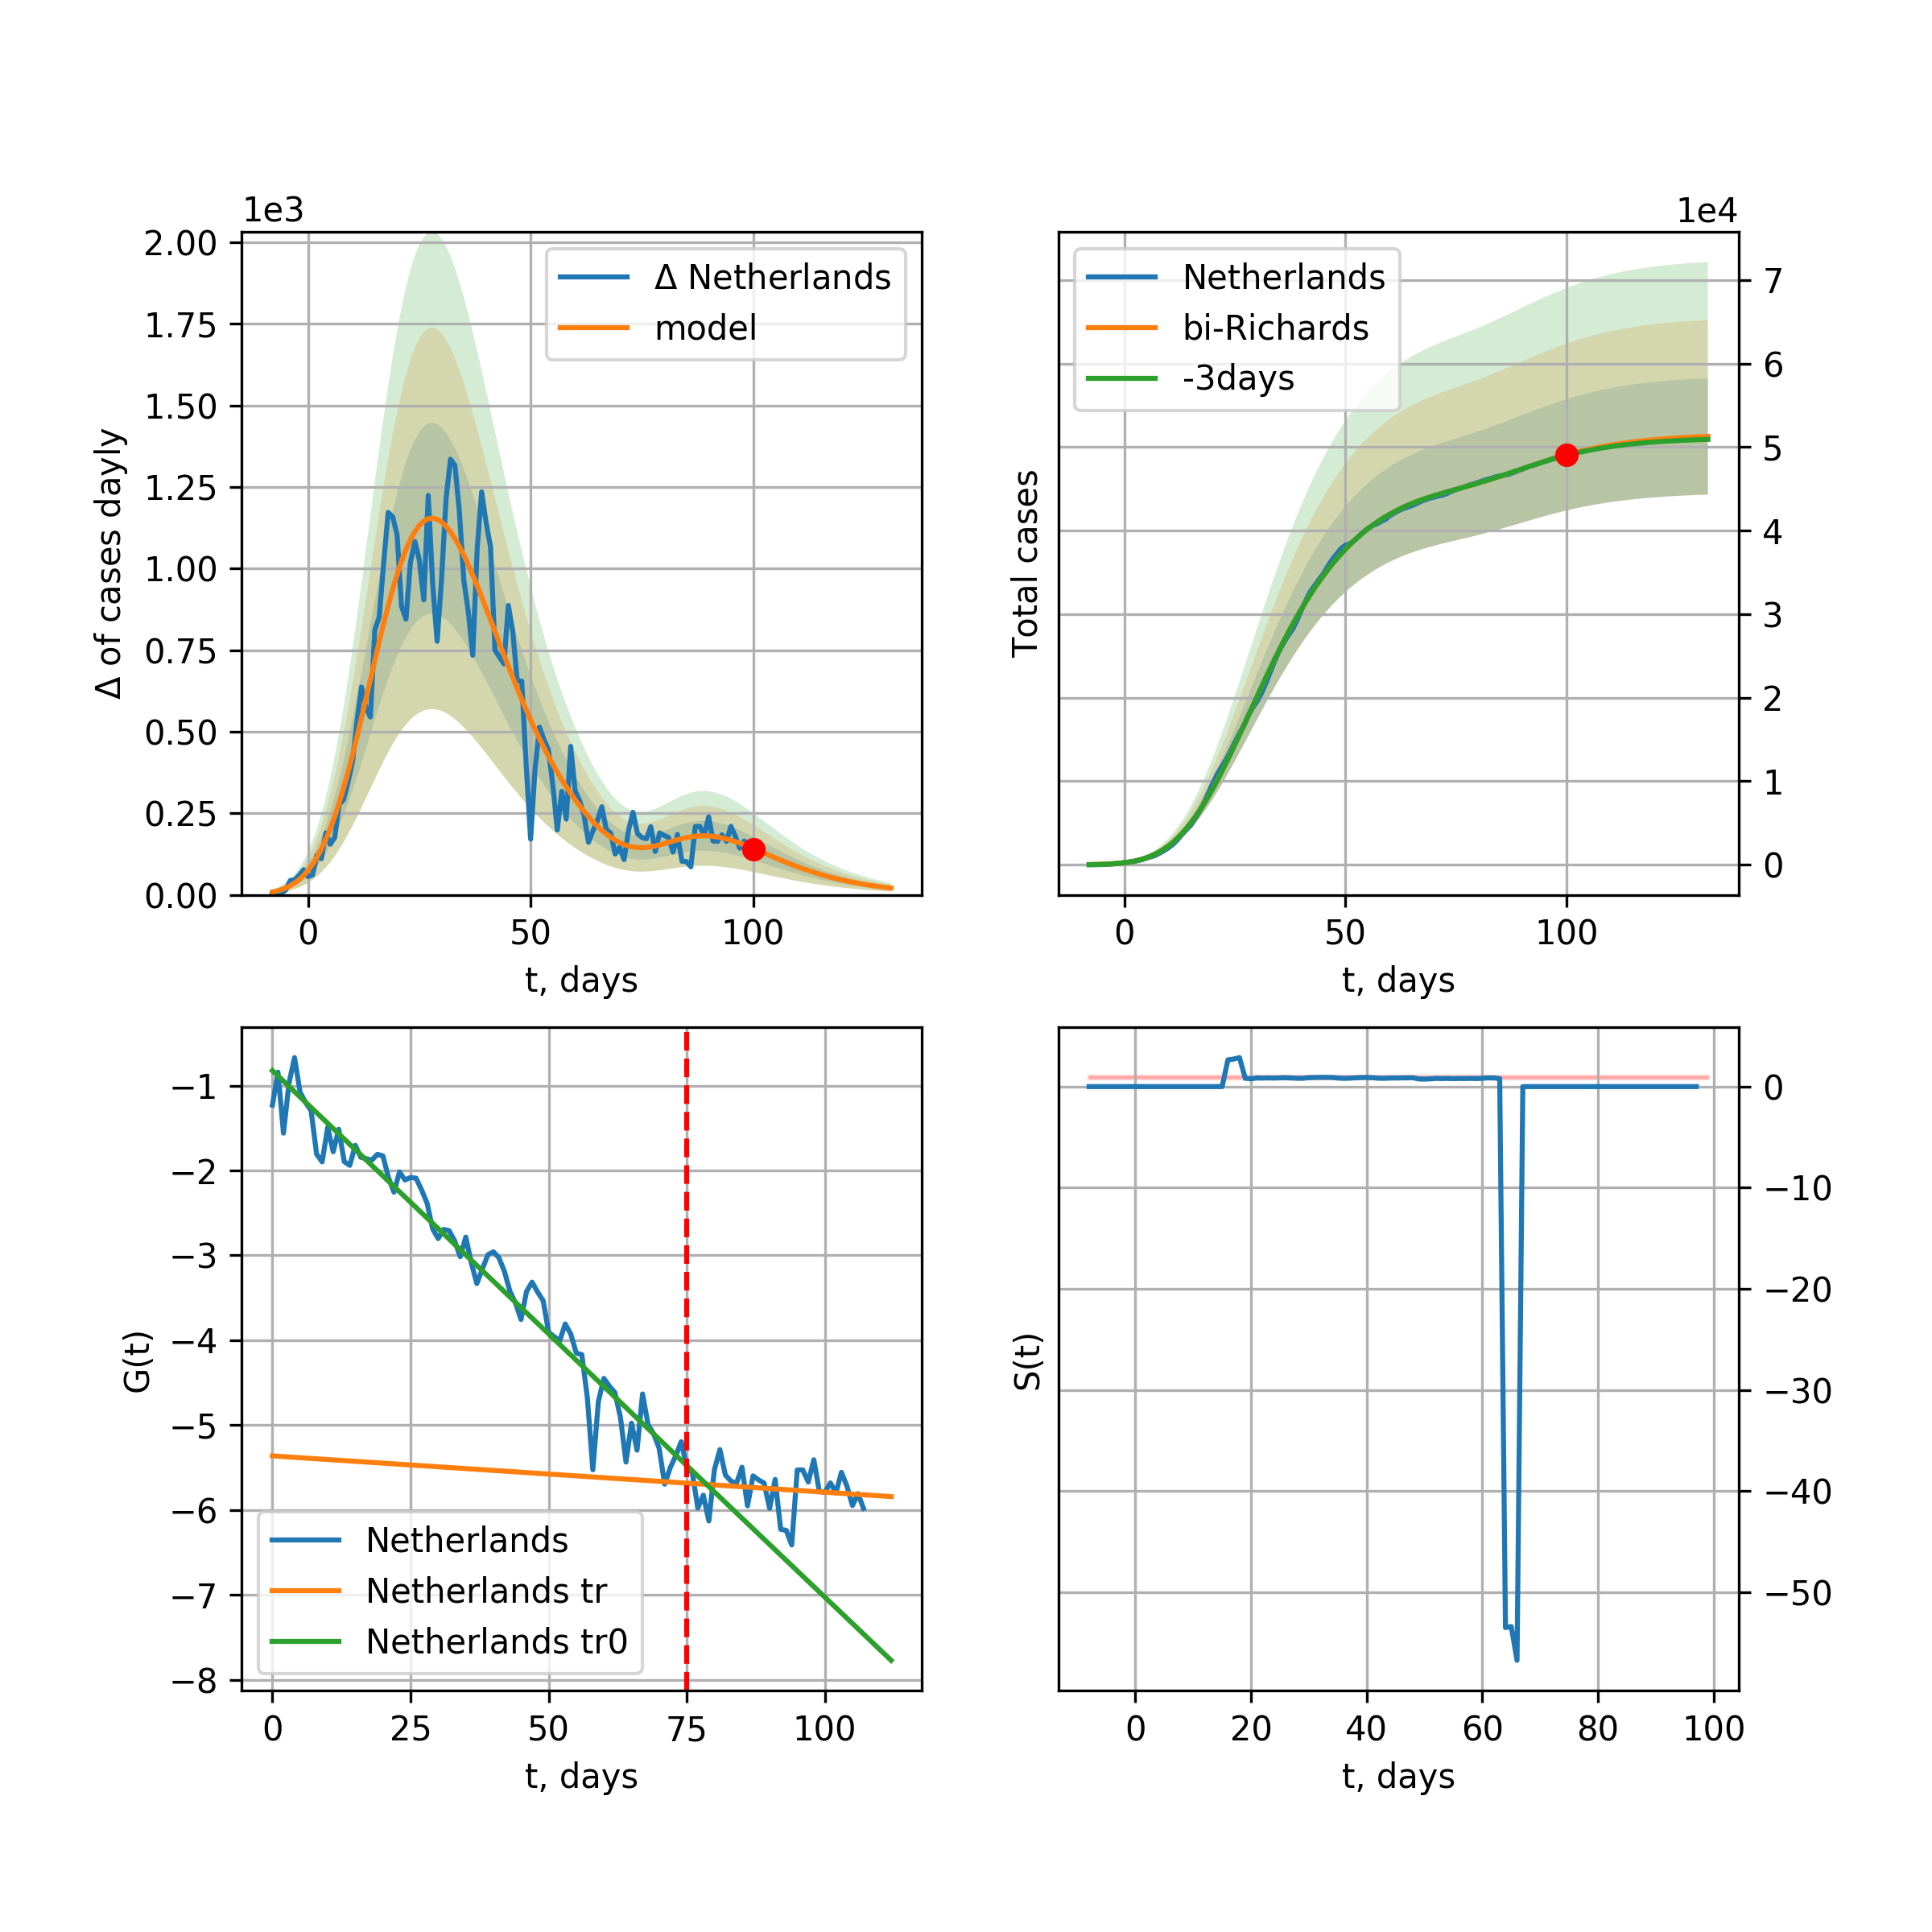 1e3
2.00
1.75
1.50
1.25
1.00
0.75
0.50
0.25
0.00
Δ of cases dayly
Δ Netherlands
model
0 50 100
t, days
1e4
Netherlands
bi-Richards
-3days
Total cases
7
6
5
4
3
2
1
0
0 50 100
t, days
−1
−2
−3
−4
−5
−6
−7
−8
G(t)
Netherlands
Netherlands tr
Netherlands tr0
0 25 50 75 100
t, days
S(t)
0
−10
−20
−30
−40
−50
0 20 40 60 80 100
t, days